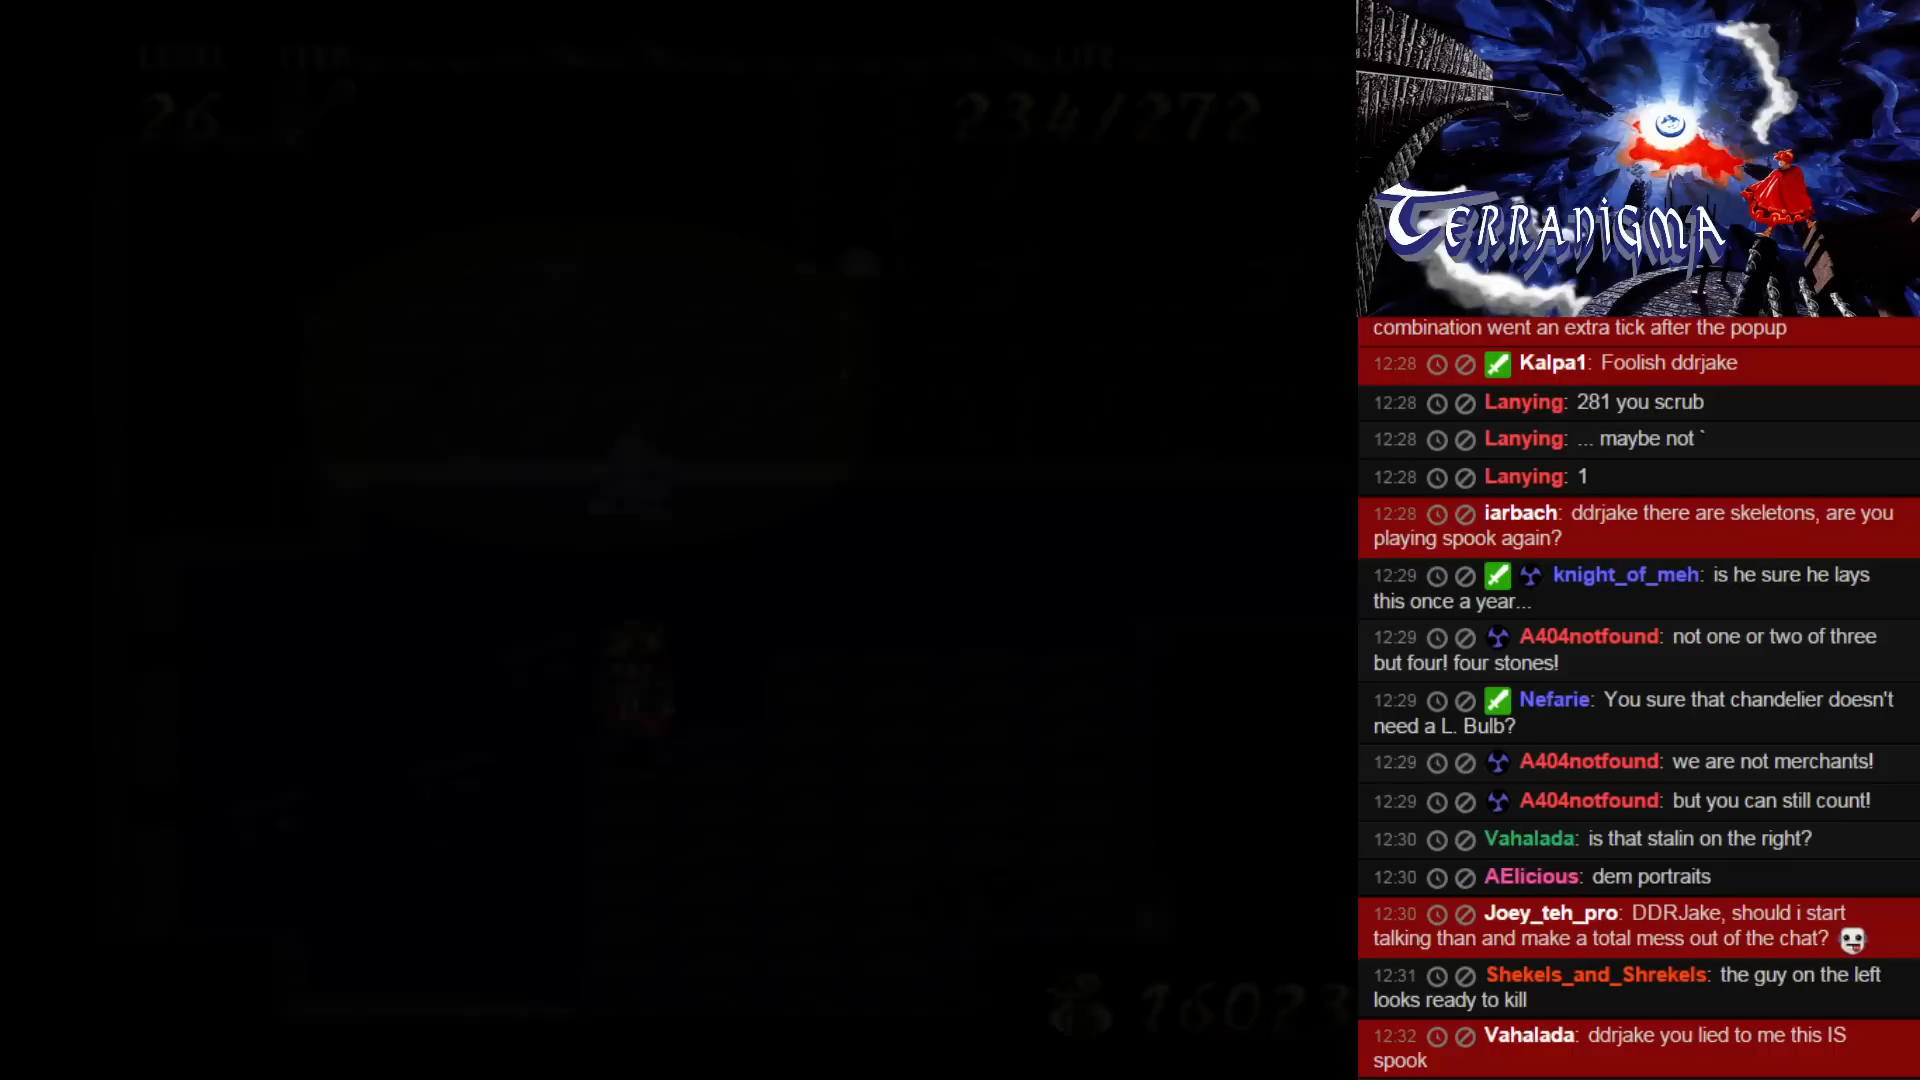 LEVEL
LIFE
26
234/272
16023
TERRANIGMA
combination went an extra tick after the popup
12:28 Kalpa1: Foolish ddrjake
12:28 Lanying: 281 you scrub
12:28 Lanying: ... maybe not `
12:28 Lanying: 1
12:28 iarbach: ddrjake there are skeletons, are you
playing spook again?
12:29 knight_of_meh: is he sure he lays
this once a year...
12:29 A404notfound: not one or two of three
but four! four stones!
12:29 Nefarie: You sure that chandelier doesn't
need a L. Bulb?
12:29 A404notfound: we are not merchants!
12:29 A404notfound: but you can still count!
12:30 Vahalada: is that stalin on the right?
12:30 AElicious: dem portraits
12:30 Joey_teh_pro: DDRJake, should i start
talking than and make a total mess out of the chat?
12:31 Shekels_and_Shrekels: the guy on the left
looks ready to kill
12:32 Vahalada: ddrjake you lied to me this IS
spook